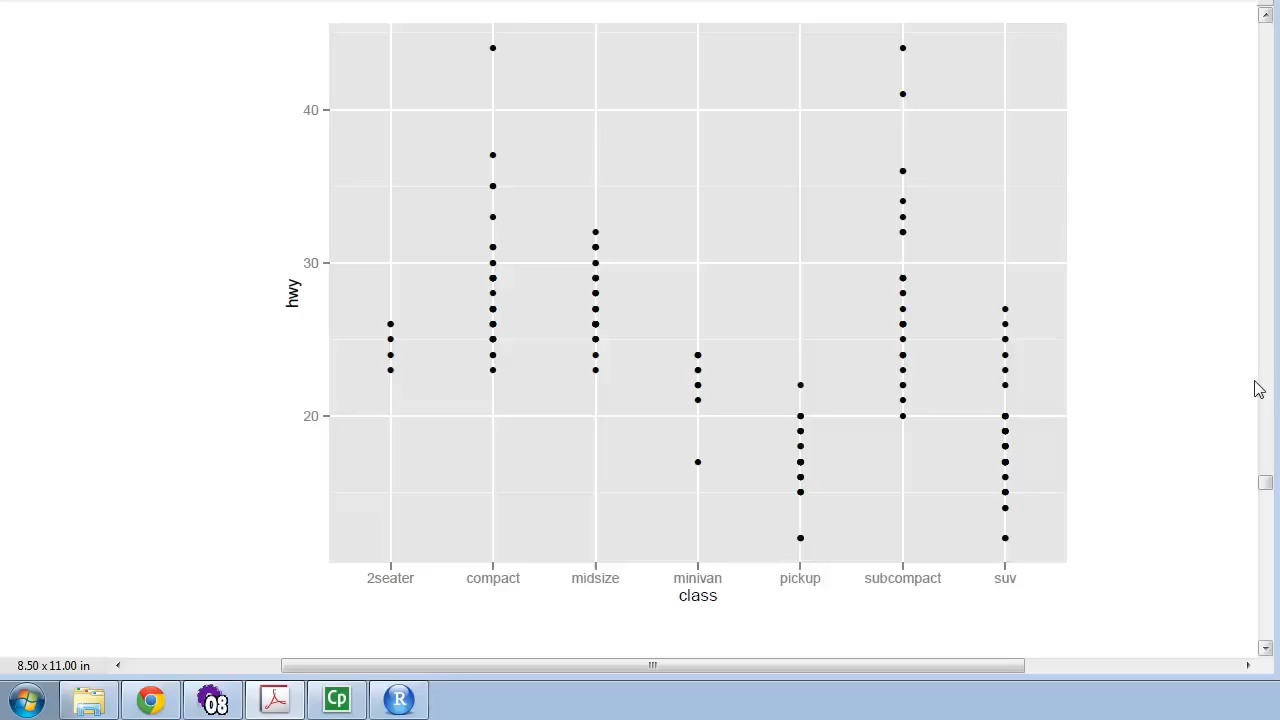 40
30
20
hwy
2seater compact midsize minivan pickup subcompact suv
class
8.50 x 11.00 in
08 Cp R